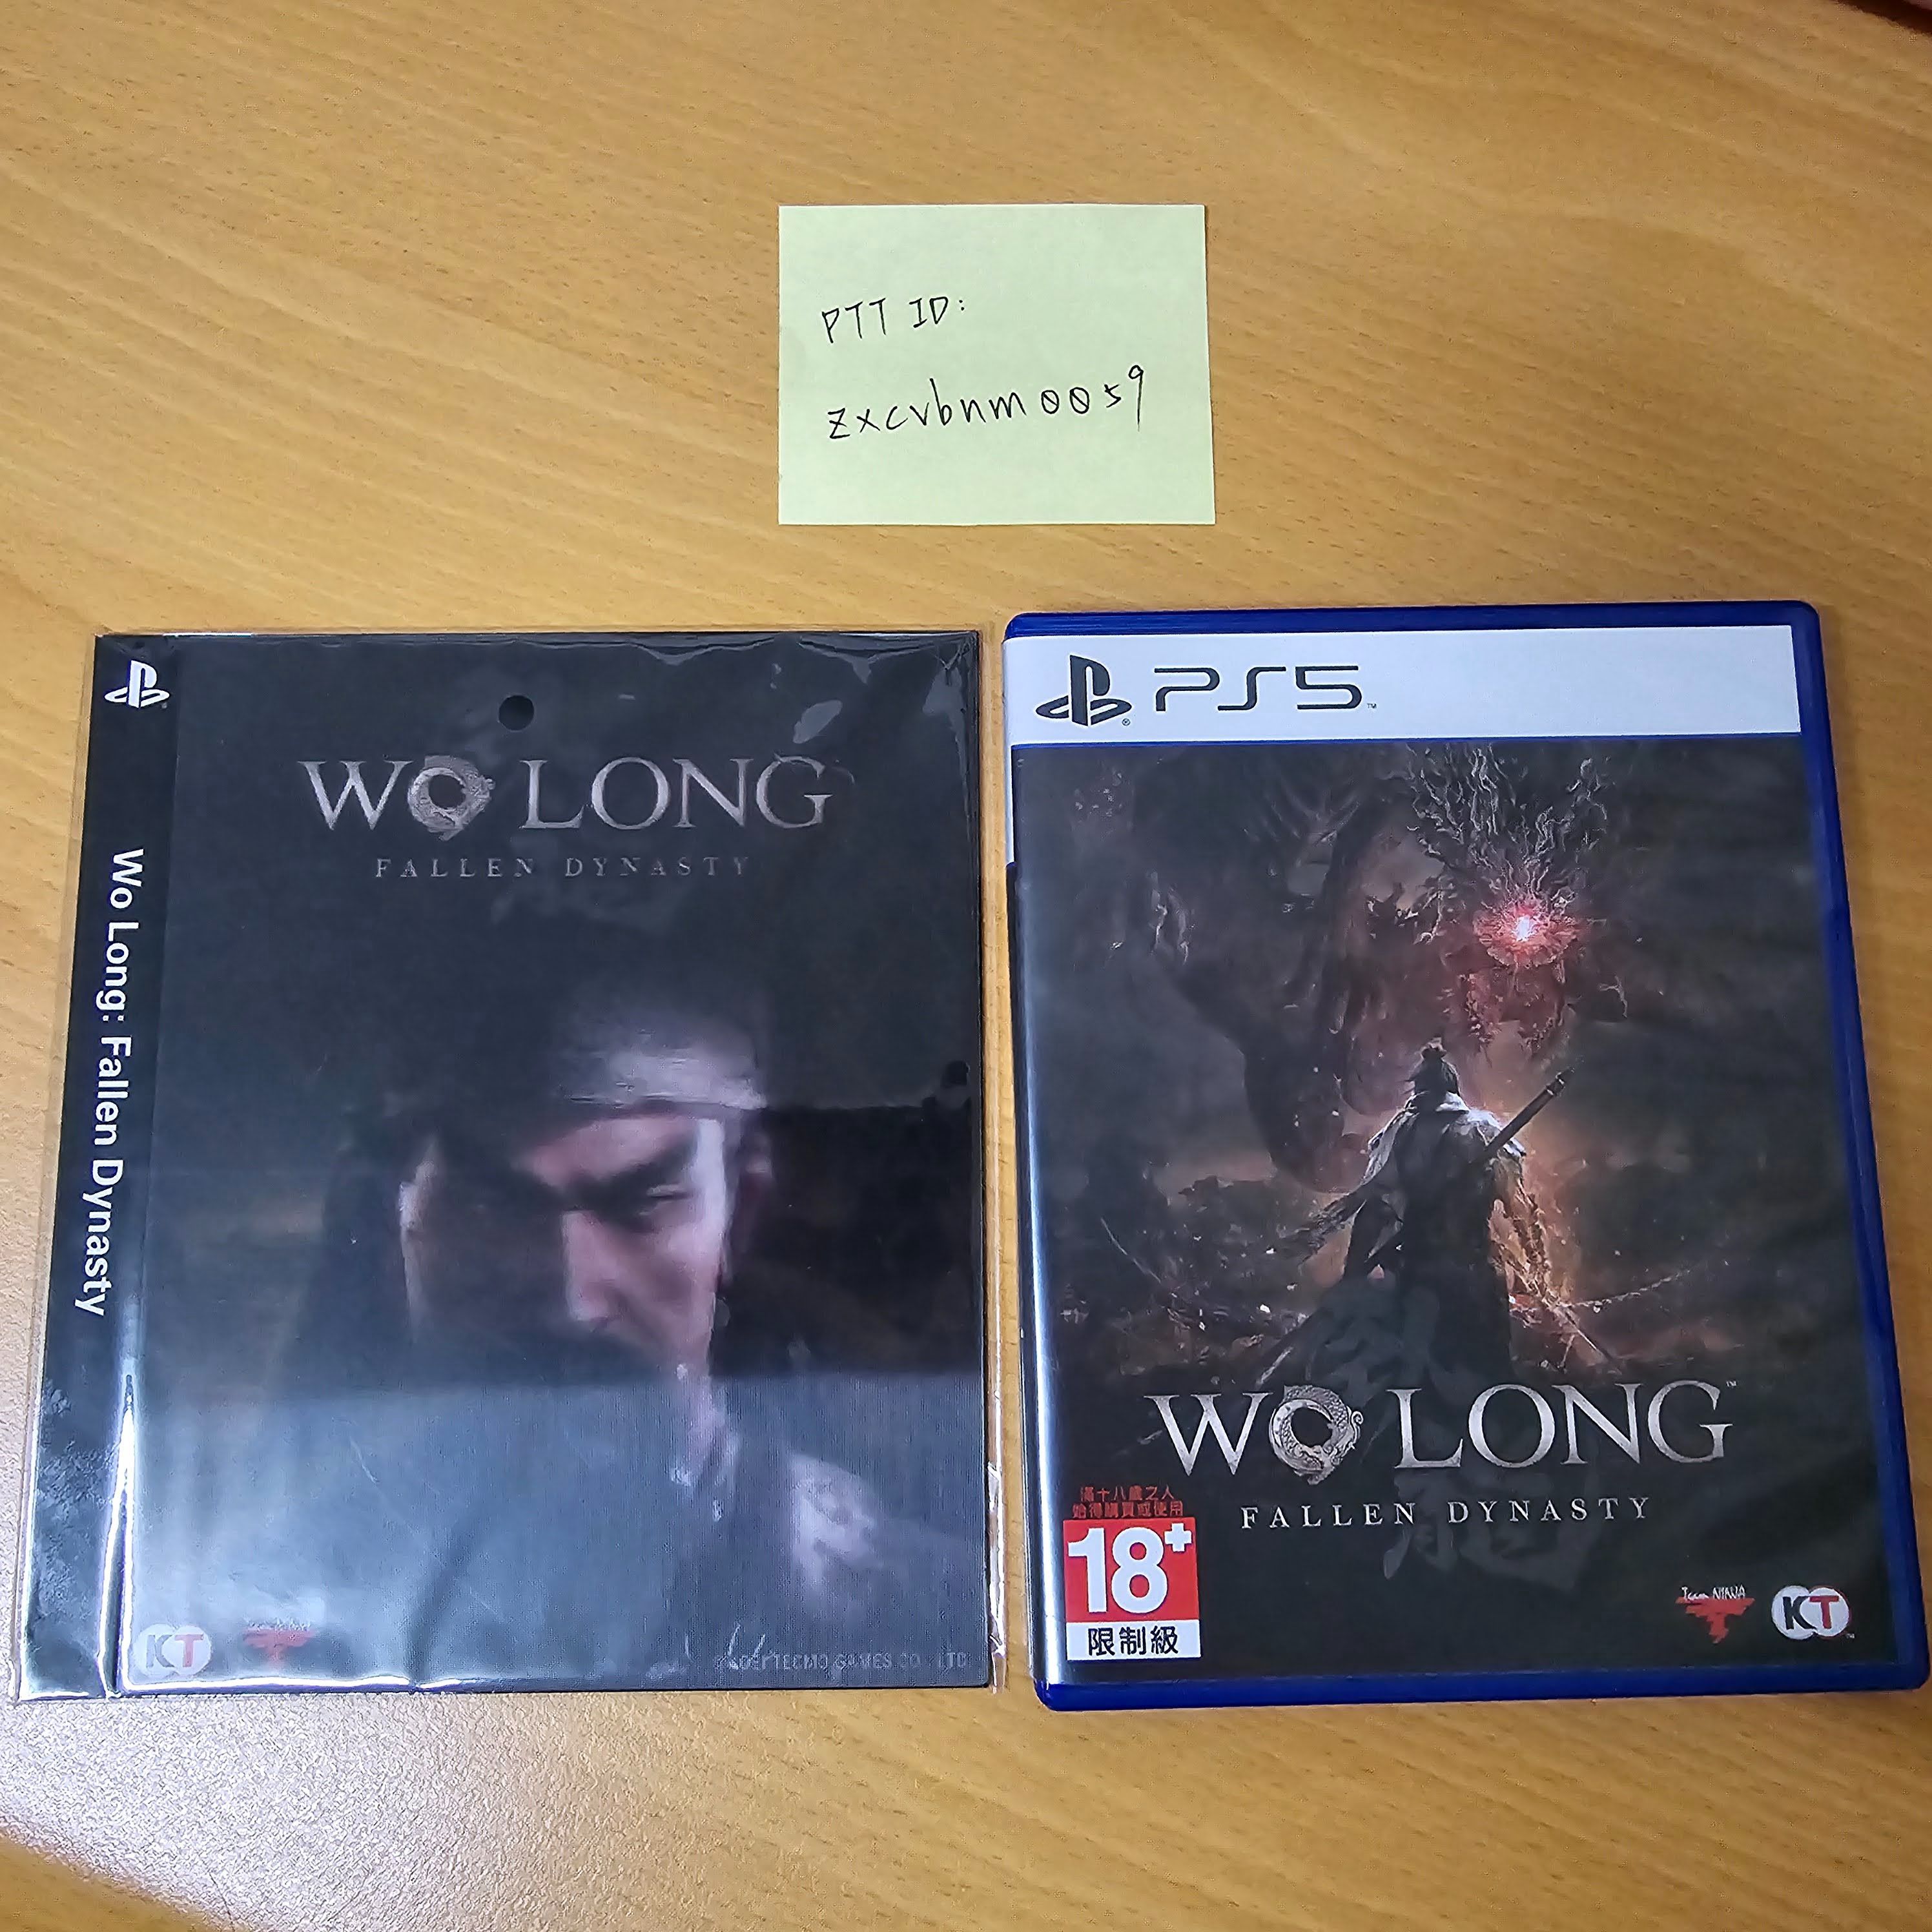 PTT ID:
zxcvbnm0059
Wo Long: Fallen Dynasty
WO LONG
FALLEN DYNASTY
KT
KOEI TECMO GAMES CO., LTD.
PS5
WO LONG
FALLEN DYNASTY
滿十八歲之人
始得購買或使用
18+
限制級
Team NINJA
KT